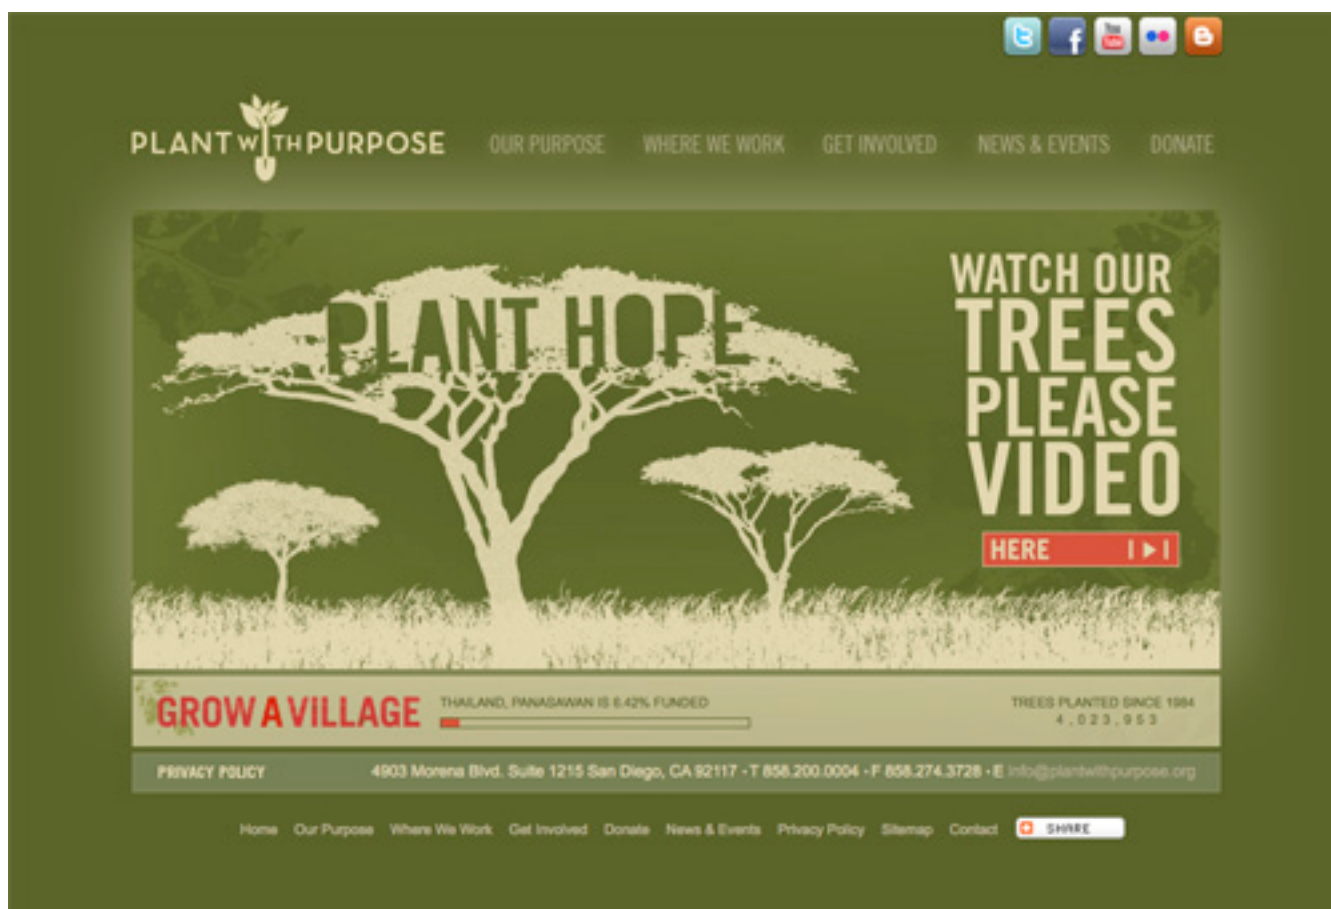 PLANT WITH PURPOSE
OUR PURPOSE WHERE WE WORK GET INVOLVED NEWS & EVENTS DONATE
PLANT HOPE
WATCH OUR
TREES
PLEASE
VIDEO
HERE
GROW A VILLAGE
THAILAND, PANASAWAN IS 6.42% FUNDED
TREES PLANTED SINCE 1984
4,023,953
PRIVACY POLICY
4903 Morena Blvd. Suite 1215 San Diego, CA 92117 - T 858.200.0004 - F 858.274.3728 - E info@plantwithpurpose.org
Home Our Purpose Where We Work Get Involved Donate News & Events Privacy Policy Sitemap Contact SHARE